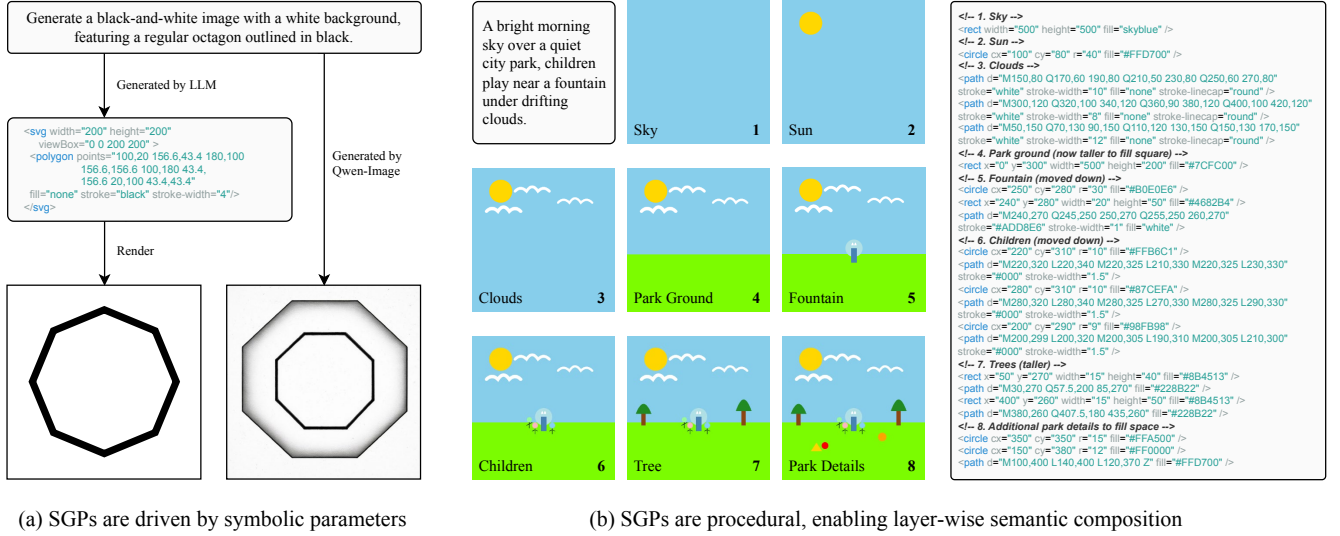 Generate a black-and-white image with a white background,
featuring a regular octagon outlined in black.
Generated by LLM
<svg width="200" height="200"
viewBox="0 0 200 200" >
<polygon points="100,20 156.6,43.4 180,100
156.6,156.6 100,180 43.4,
156.6 20,100 43.4,43.4"
fill="none" stroke="black" stroke-width="4"/>
</svg>
Generated by
Qwen-Image
Render
(a) SGPs are driven by symbolic parameters
A bright morning
sky over a quiet
city park, children
play near a fountain
under drifting
clouds.
Sky 1
Sun 2
Clouds 3
Park Ground 4
Fountain 5
Children 6
Tree 7
Park Details 8
<!-- 1. Sky -->
<rect width="500" height="500" fill="skyblue" />
<!-- 2. Sun -->
<circle cx="100" cy="80" r="40" fill="#FFD700" />
<!-- 3. Clouds -->
<path d="M150,80 Q170,60 190,80 Q210,50 230,80 Q250,60 270,80"
stroke="white" stroke-width="10" fill="none" stroke-linecap="round" />
<path d="M300,120 Q320,100 340,120 Q360,90 380,120 Q400,100 420,120"
stroke="white" stroke-width="8" fill="none" stroke-linecap="round" />
<path d="M50,150 Q70,130 90,150 Q110,120 130,150 Q150,130 170,150"
stroke="white" stroke-width="12" fill="none" stroke-linecap="round" />
<!-- 4. Park ground (now taller to fill square) -->
<rect x="0" y="300" width="500" height="200" fill="#7CFC00" />
<!-- 5. Fountain (moved down) -->
<circle cx="250" cy="280" r="30" fill="#B0E0E6" />
<rect x="240" y="280" width="20" height="50" fill="#4682B4" />
<path d="M240,270 Q245,250 250,270 Q255,250 260,270"
stroke="#ADD8E6" stroke-width="1" fill="white" />
<!-- 6. Children (moved down) -->
<circle cx="220" cy="310" r="10" fill="#FFB6C1" />
<path d="M220,320 L220,340 M220,325 L210,330 M220,325 L230,330"
stroke="#000" stroke-width="1.5" />
<circle cx="280" cy="310" r="10" fill="#87CEFA" />
<path d="M280,320 L280,340 M280,325 L270,330 M280,325 L290,330"
stroke="#000" stroke-width="1.5" />
<circle cx="200" cy="290" r="9" fill="#98FB98" />
<path d="M200,299 L200,320 M200,305 L190,310 M200,305 L210,300"
stroke="#000" stroke-width="1.5" />
<!-- 7. Trees (taller) -->
<rect x="50" y="270" width="15" height="40" fill="#8B4513" />
<path d="M30,270 Q57.5,200 85,270" fill="#228B22" />
<rect x="400" y="260" width="15" height="50" fill="#8B4513" />
<path d="M380,260 Q407.5,180 435,260" fill="#228B22" />
<!-- 8. Additional park details to fill space -->
<circle cx="350" cy="350" r="15" fill="#FFA500" />
<circle cx="150" cy="380" r="12" fill="#FF0000" />
<path d="M100,400 L140,400 L120,370 Z" fill="#FFD700" />
(b) SGPs are procedural, enabling layer-wise semantic composition